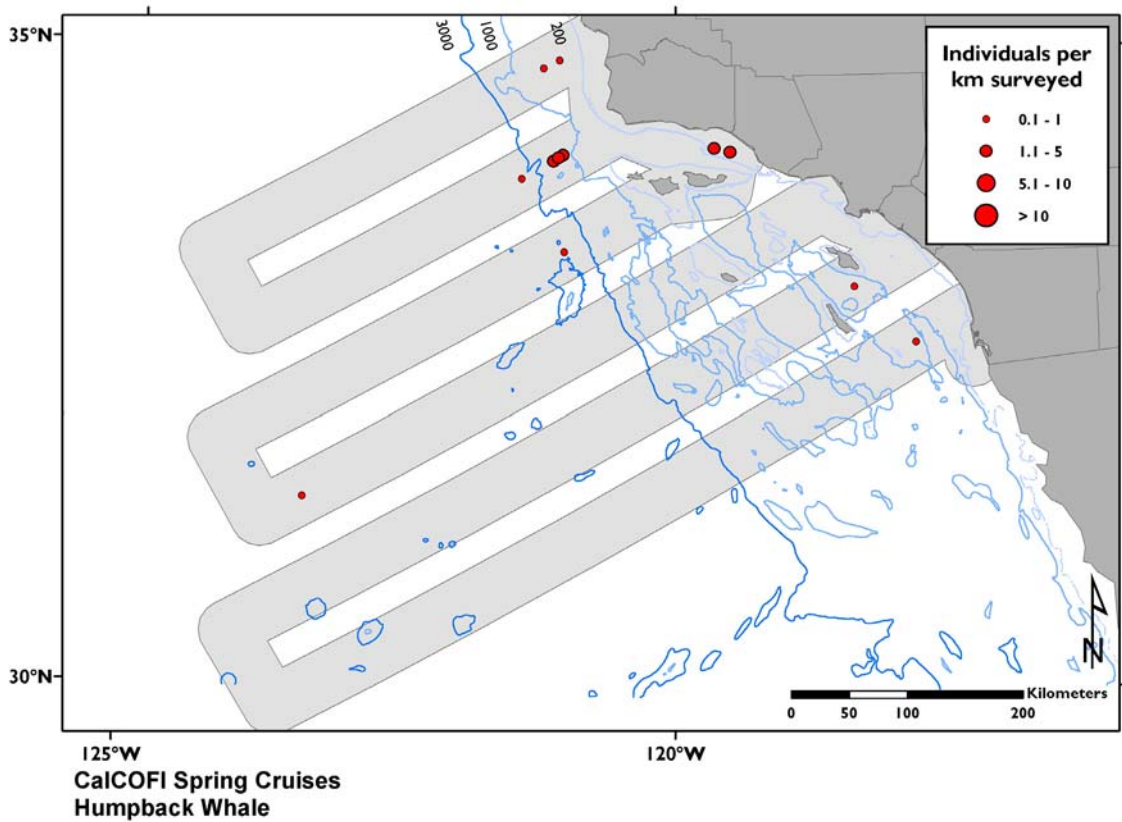 35°N
3000
1000
200
Individuals per
km surveyed
0.1 - 1
1.1 - 5
5.1 - 10
> 10
30°N
N
Kilometers
0 50 100 200
125°W 120°W
CalCOFI Spring Cruises
Humpback Whale